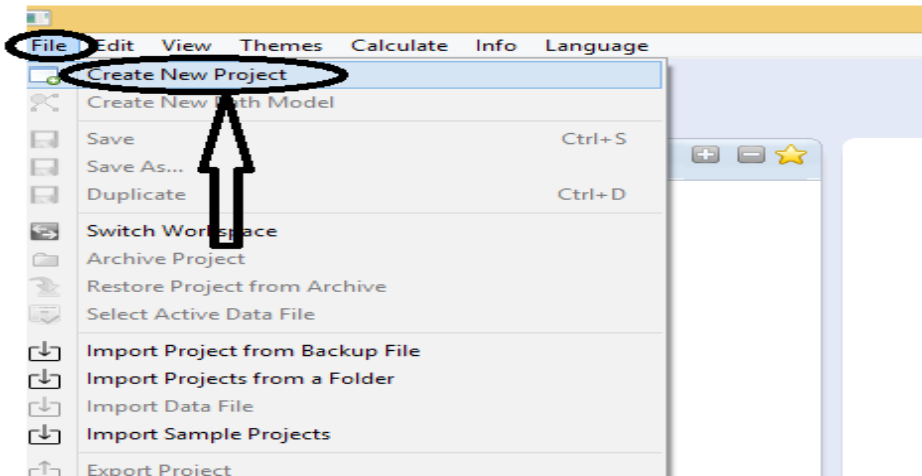 File Edit View Themes Calculate Info Language
Create New Project
Create New Path Model
Save Ctrl+S
Save As...
Duplicate Ctrl+D
Switch Workspace
Archive Project
Restore Project from Archive
Select Active Data File
Import Project from Backup File
Import Projects from a Folder
Import Data File
Import Sample Projects
Export Project